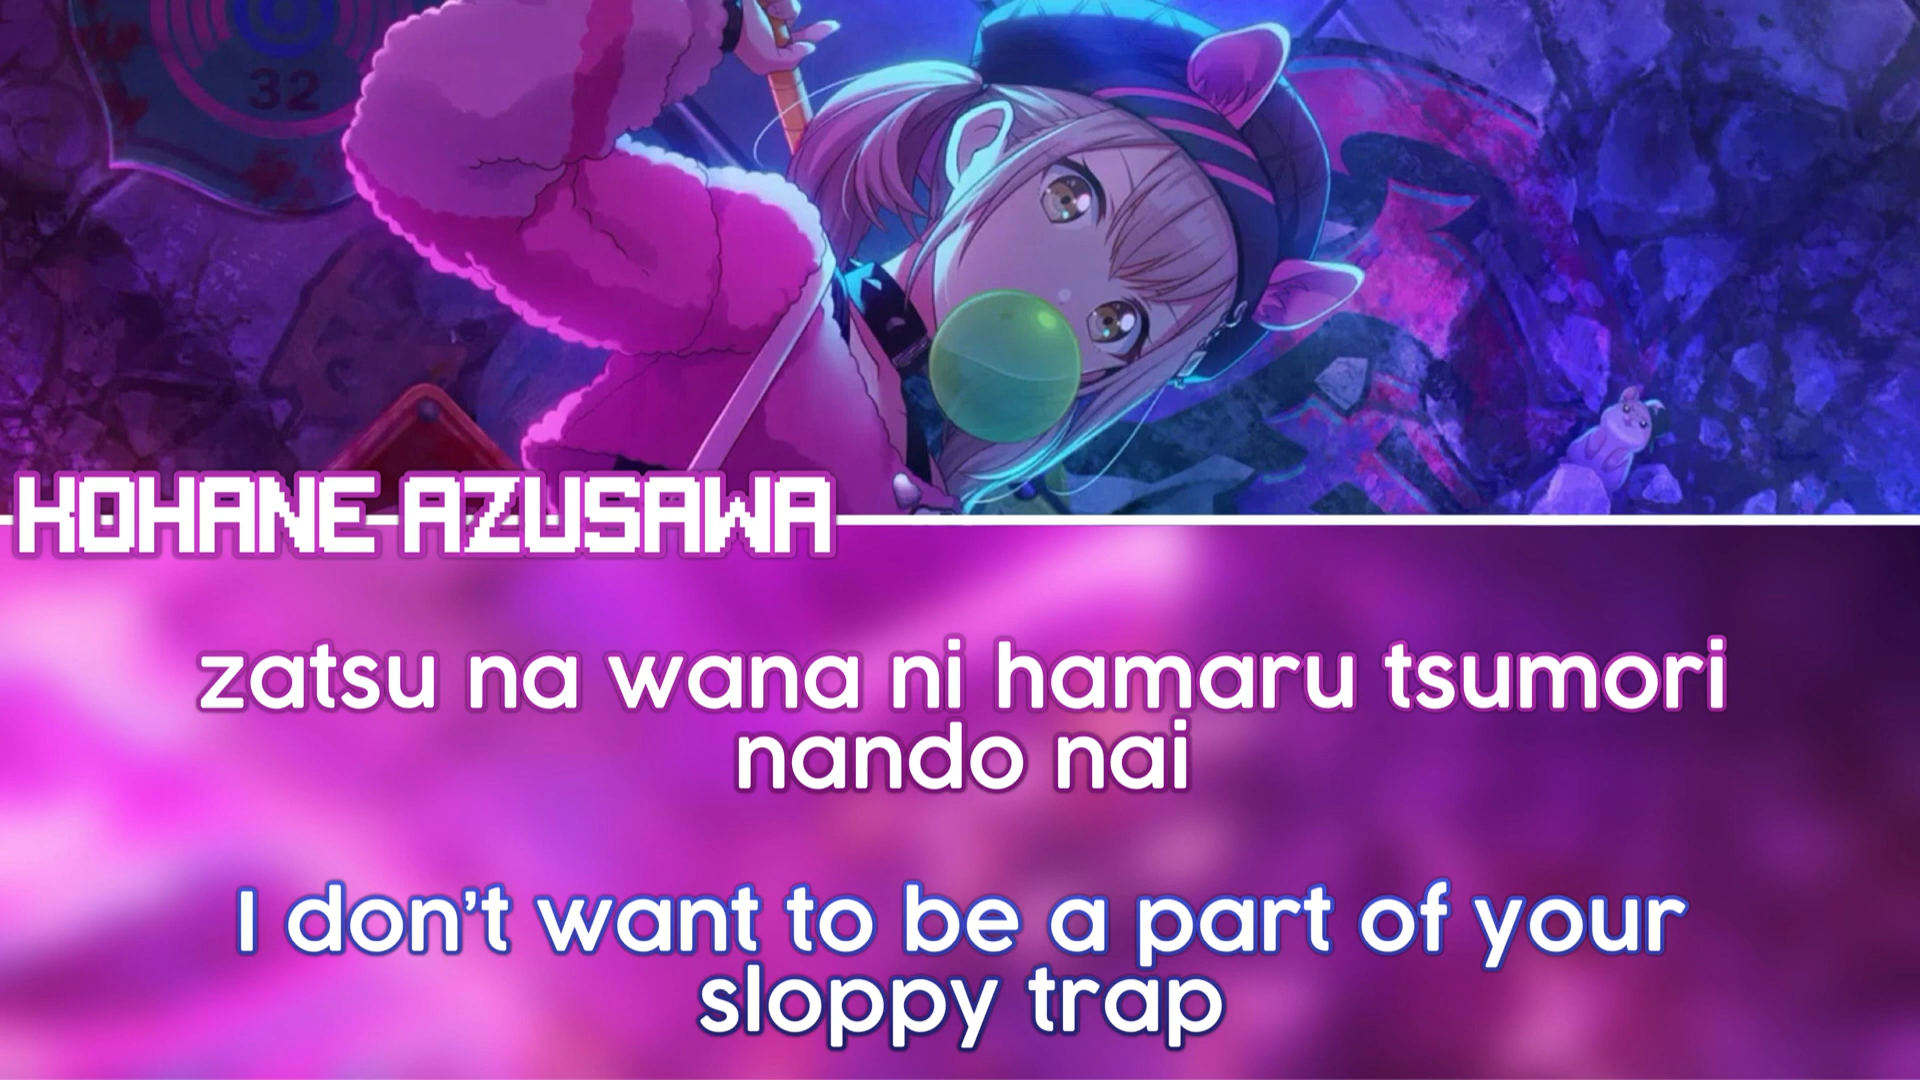 32
KOHANE AZUSAWA
zatsu na wana ni hamaru tsumori
nando nai
I don't want to be a part of your
sloppy trap